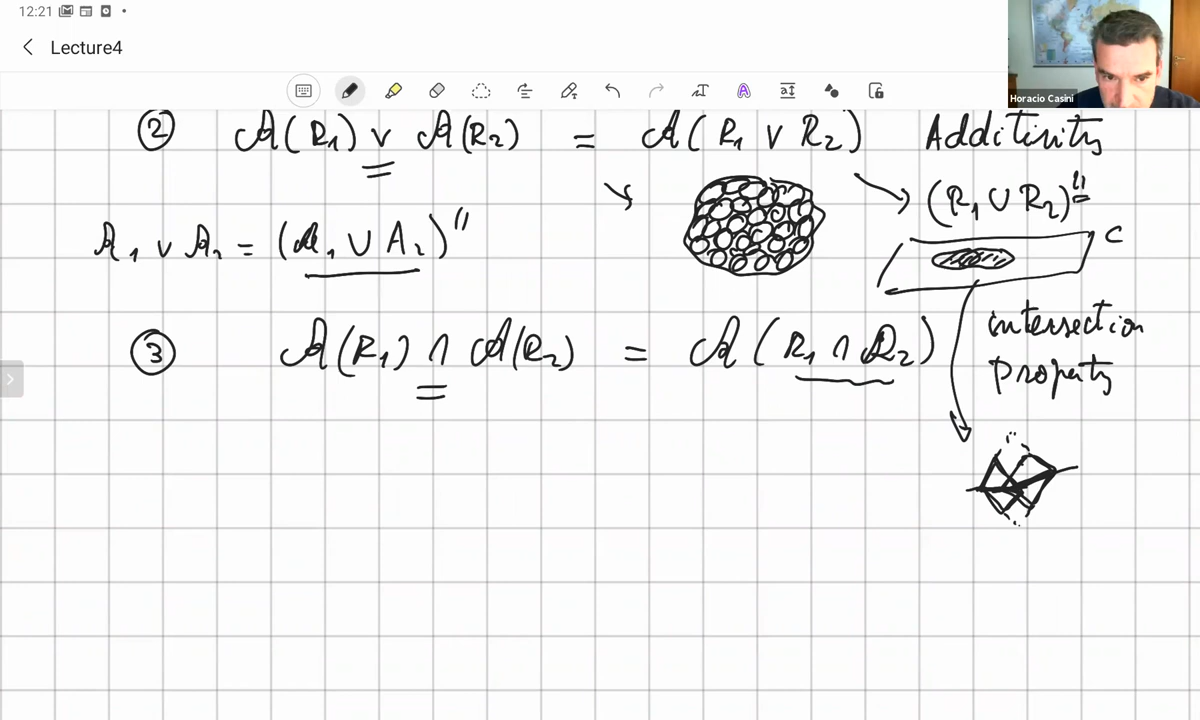 12:21
Lecture4
Horacio Casini
② A(R₁) ∨ A(R₂) = A(R₁ ∨ R₂) Additivity
(R₁ ∪ R₂)"
A₁ ∨ A₂ = (A₁ ∪ A₂)"
C
③ A(R₁) ∩ A(R₂) = A(R₁ ∩ R₂) intersection
property